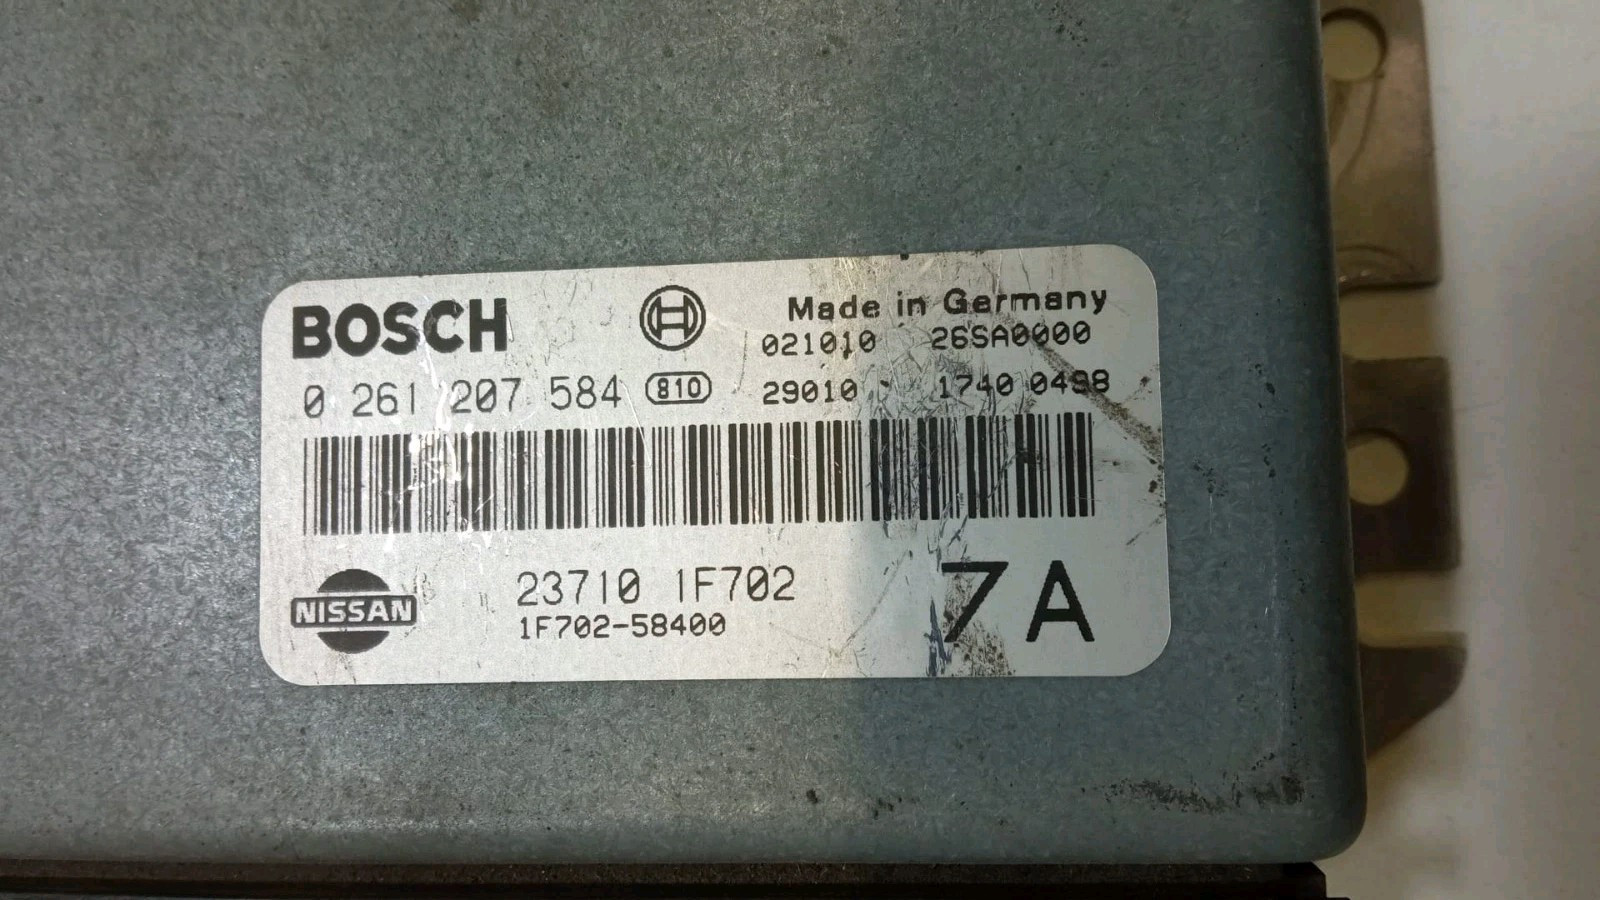 BOSCH
Made in Germany
021010 26SA0000
0 261 207 584 810
29010 1740 0498
NISSAN
23710 1F702
1F702-58400
7A